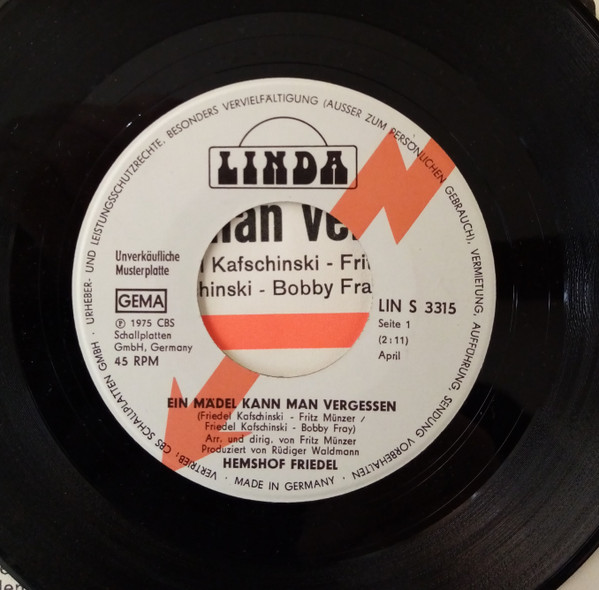 URHEBER- UND LEISTUNGSSCHUTZRECHTE, BESONDERS VERVIELFÄLTIGUNG (AUSSER ZUM PERSÖNLICHEN GEBRAUCH), VERMIETUNG, AUFFÜHRUNG, SENDUNG VORBEHALTEN
LINDA
man ve
Kafschinski - Fri
hinski - Bobby Fra
Unverkäufliche
Musterplatte
GEMA
℗ 1975 CBS
Schallplatten
GmbH, Germany
45 RPM
LIN S 3315
Seite 1
(2:11)
April
EIN MÄDEL KANN MAN VERGESSEN
(Friedel Kafschinski - Fritz Münzer /
Friedel Kafschinski - Bobby Fray)
Arr. und dirig. von Fritz Münzer
Produziert von Rüdiger Waldmann
HEMSHOF FRIEDEL
· MADE IN GERMANY ·
VERTRIEB: CBS SCHALLPLATTEN GMBH ·